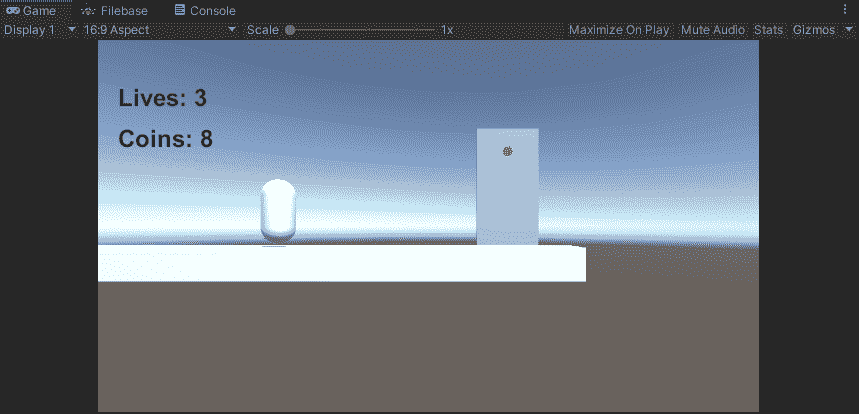 Game Filebase Console
Display 1 16:9 Aspect Scale 1x Maximize On Play Mute Audio Stats Gizmos
Lives: 3
Coins: 8